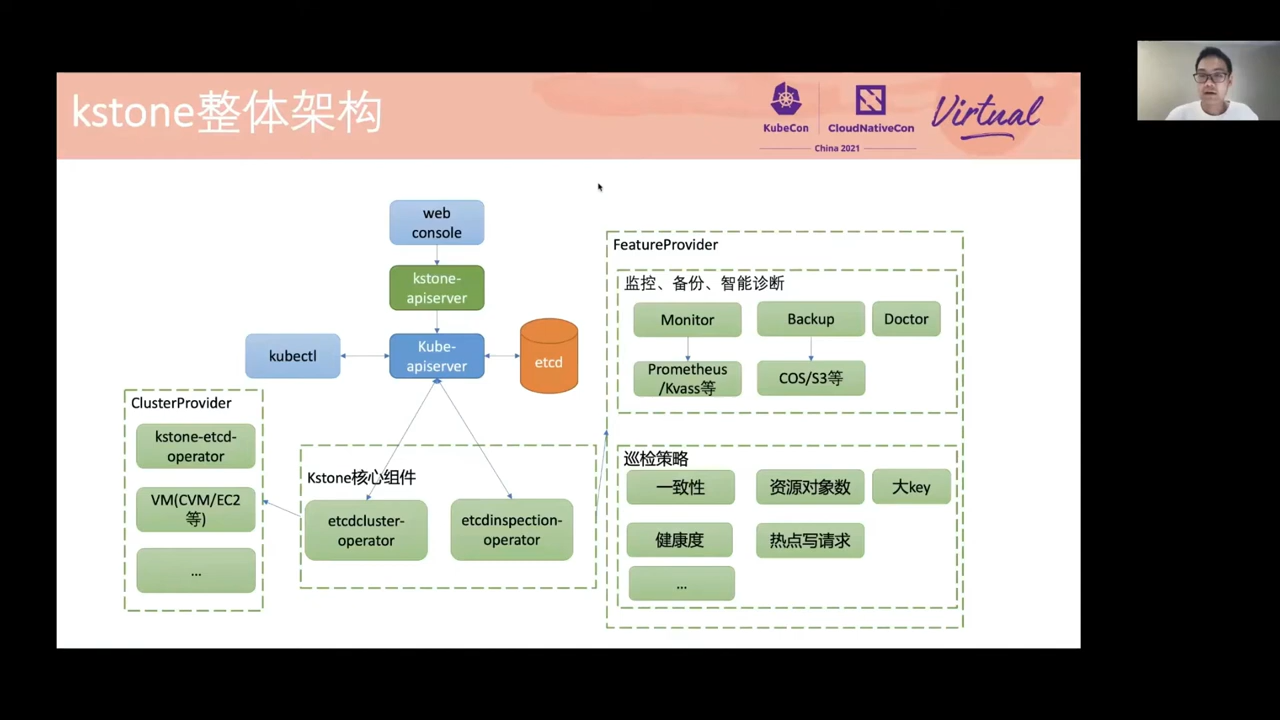 kstone整体架构
KubeCon
CloudNativeCon
China 2021
Virtual
web
console
kstone-
apiserver
kubectl
Kube-
apiserver
etcd
ClusterProvider
kstone-etcd-
operator
VM(CVM/EC2
等)
...
Kstone核心组件
etcdcluster-
operator
etcdinspection-
operator
FeatureProvider
监控、备份、智能诊断
Monitor
Backup
Doctor
Prometheus
/Kvass等
COS/S3等
巡检策略
一致性
资源对象数
大key
健康度
热点写请求
...